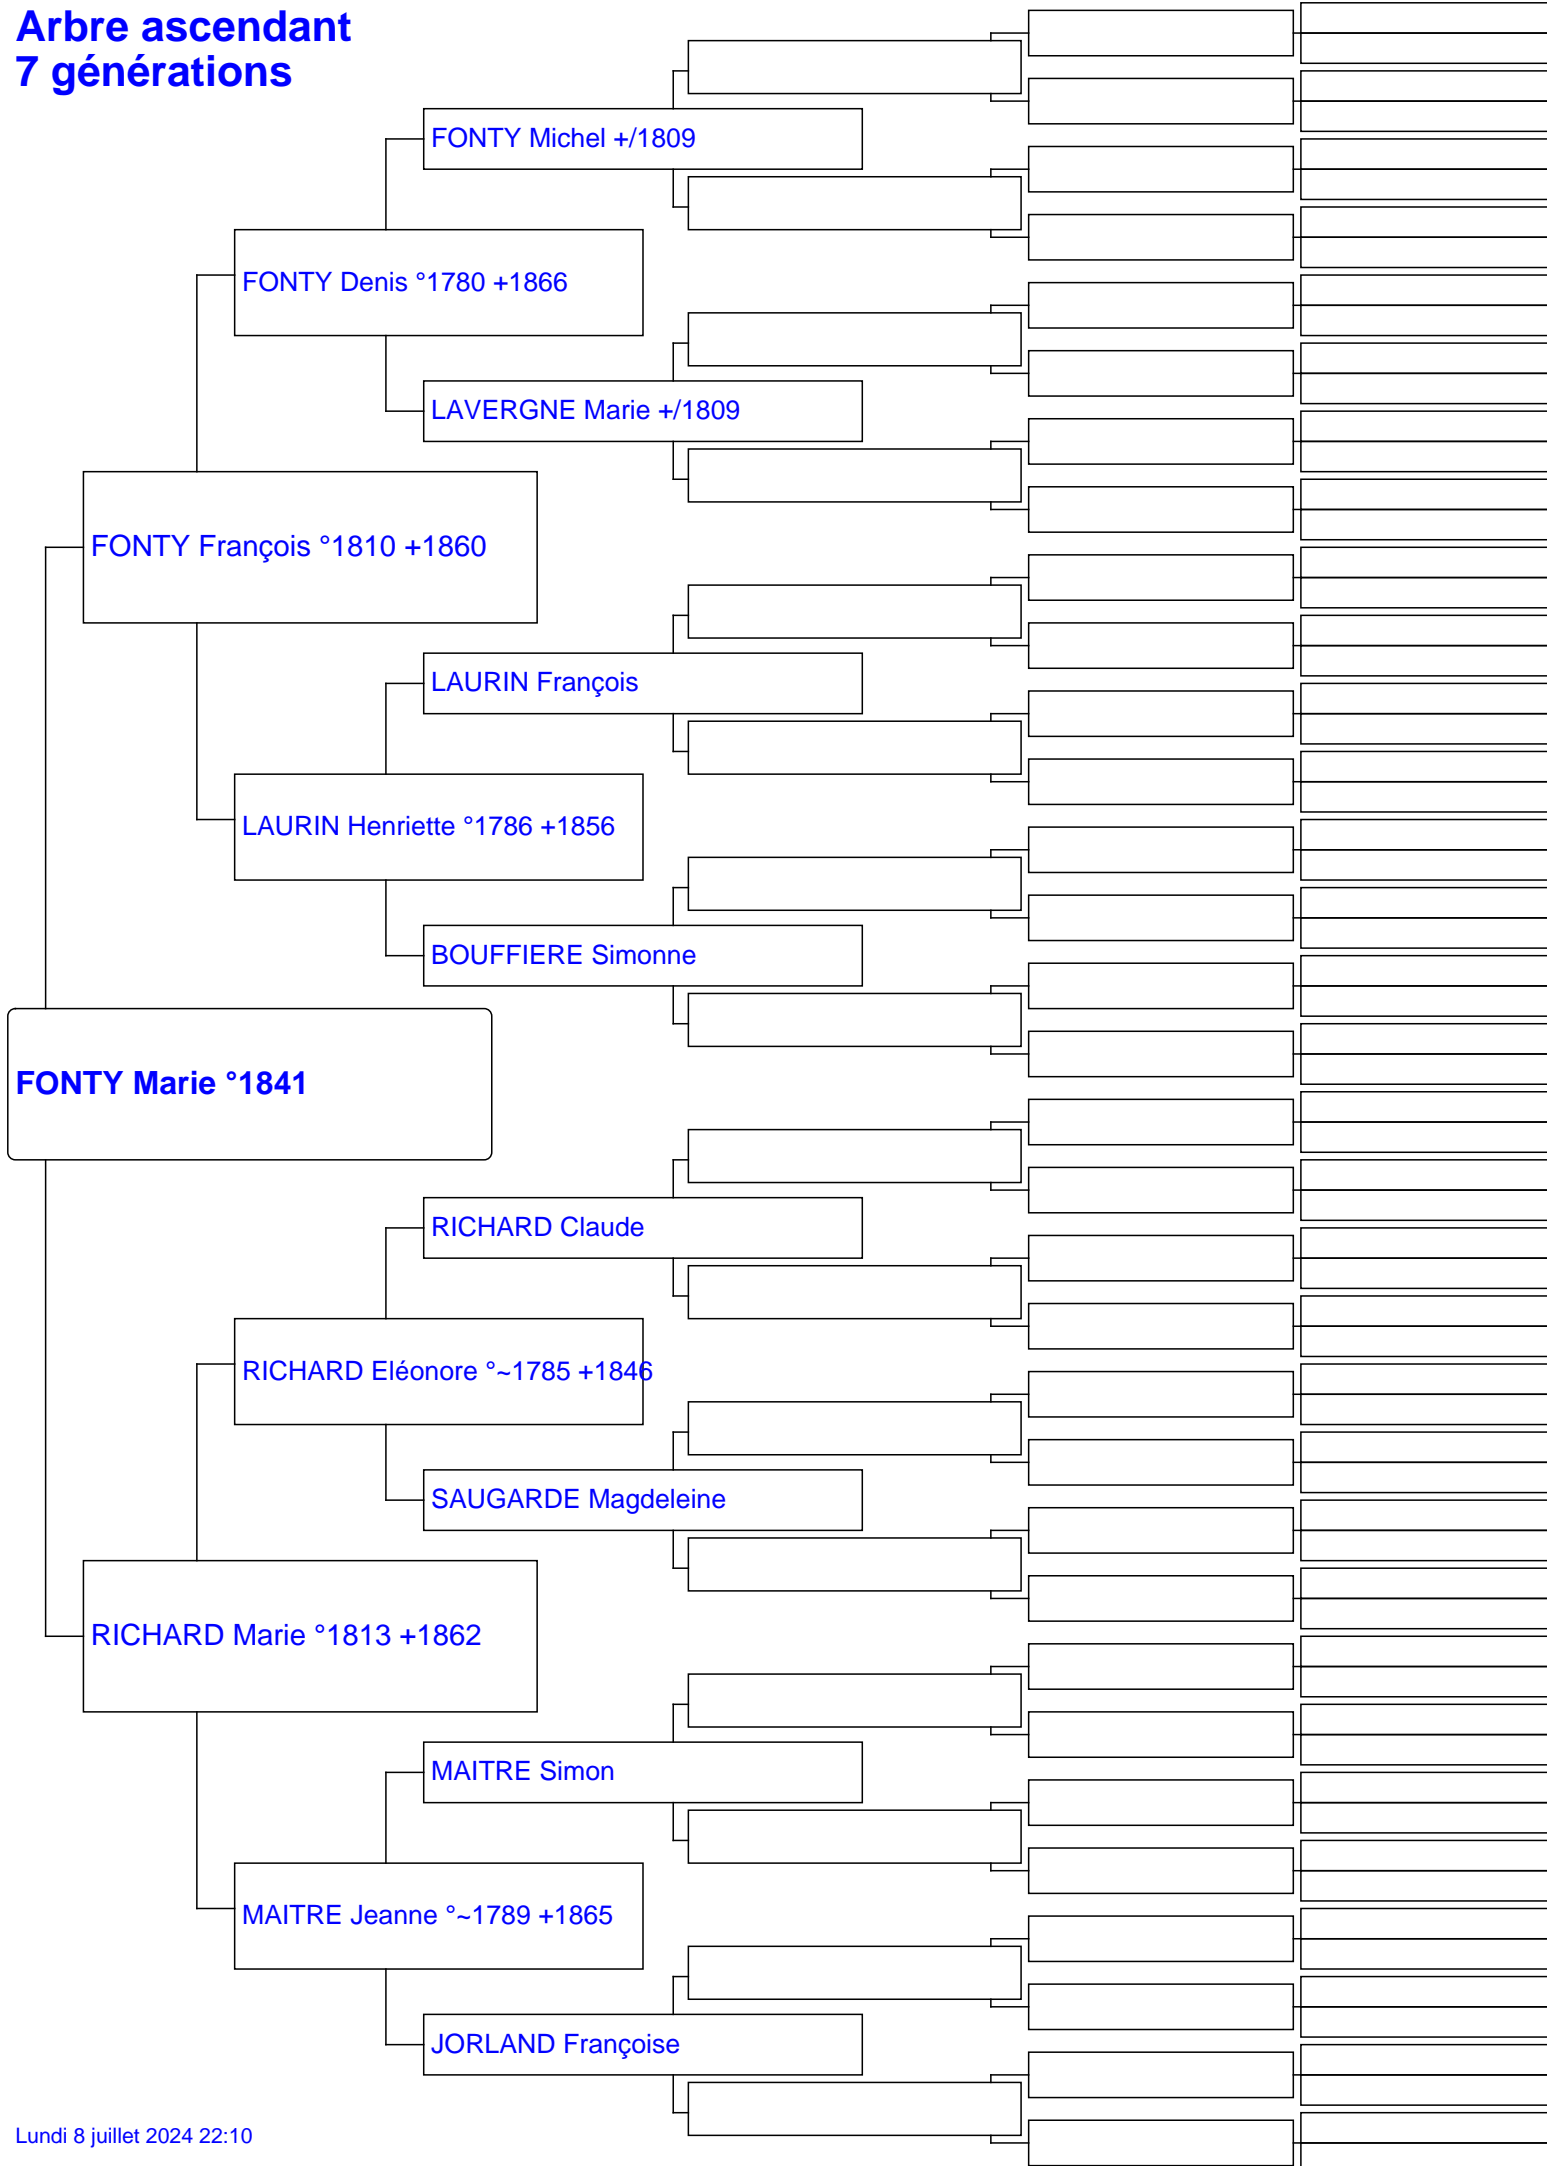 Arbre ascendant
7 générations
FONTY Michel +/1809
FONTY Denis °1780 +1866
LAVERGNE Marie +/1809
FONTY François °1810 +1860
LAURIN François
LAURIN Henriette °1786 +1856
BOUFFIERE Simonne
FONTY Marie °1841
RICHARD Claude
RICHARD Eléonore °~1785 +1846
SAUGARDE Magdeleine
RICHARD Marie °1813 +1862
MAITRE Simon
MAITRE Jeanne °~1789 +1865
JORLAND Françoise
Lundi 8 juillet 2024 22:10